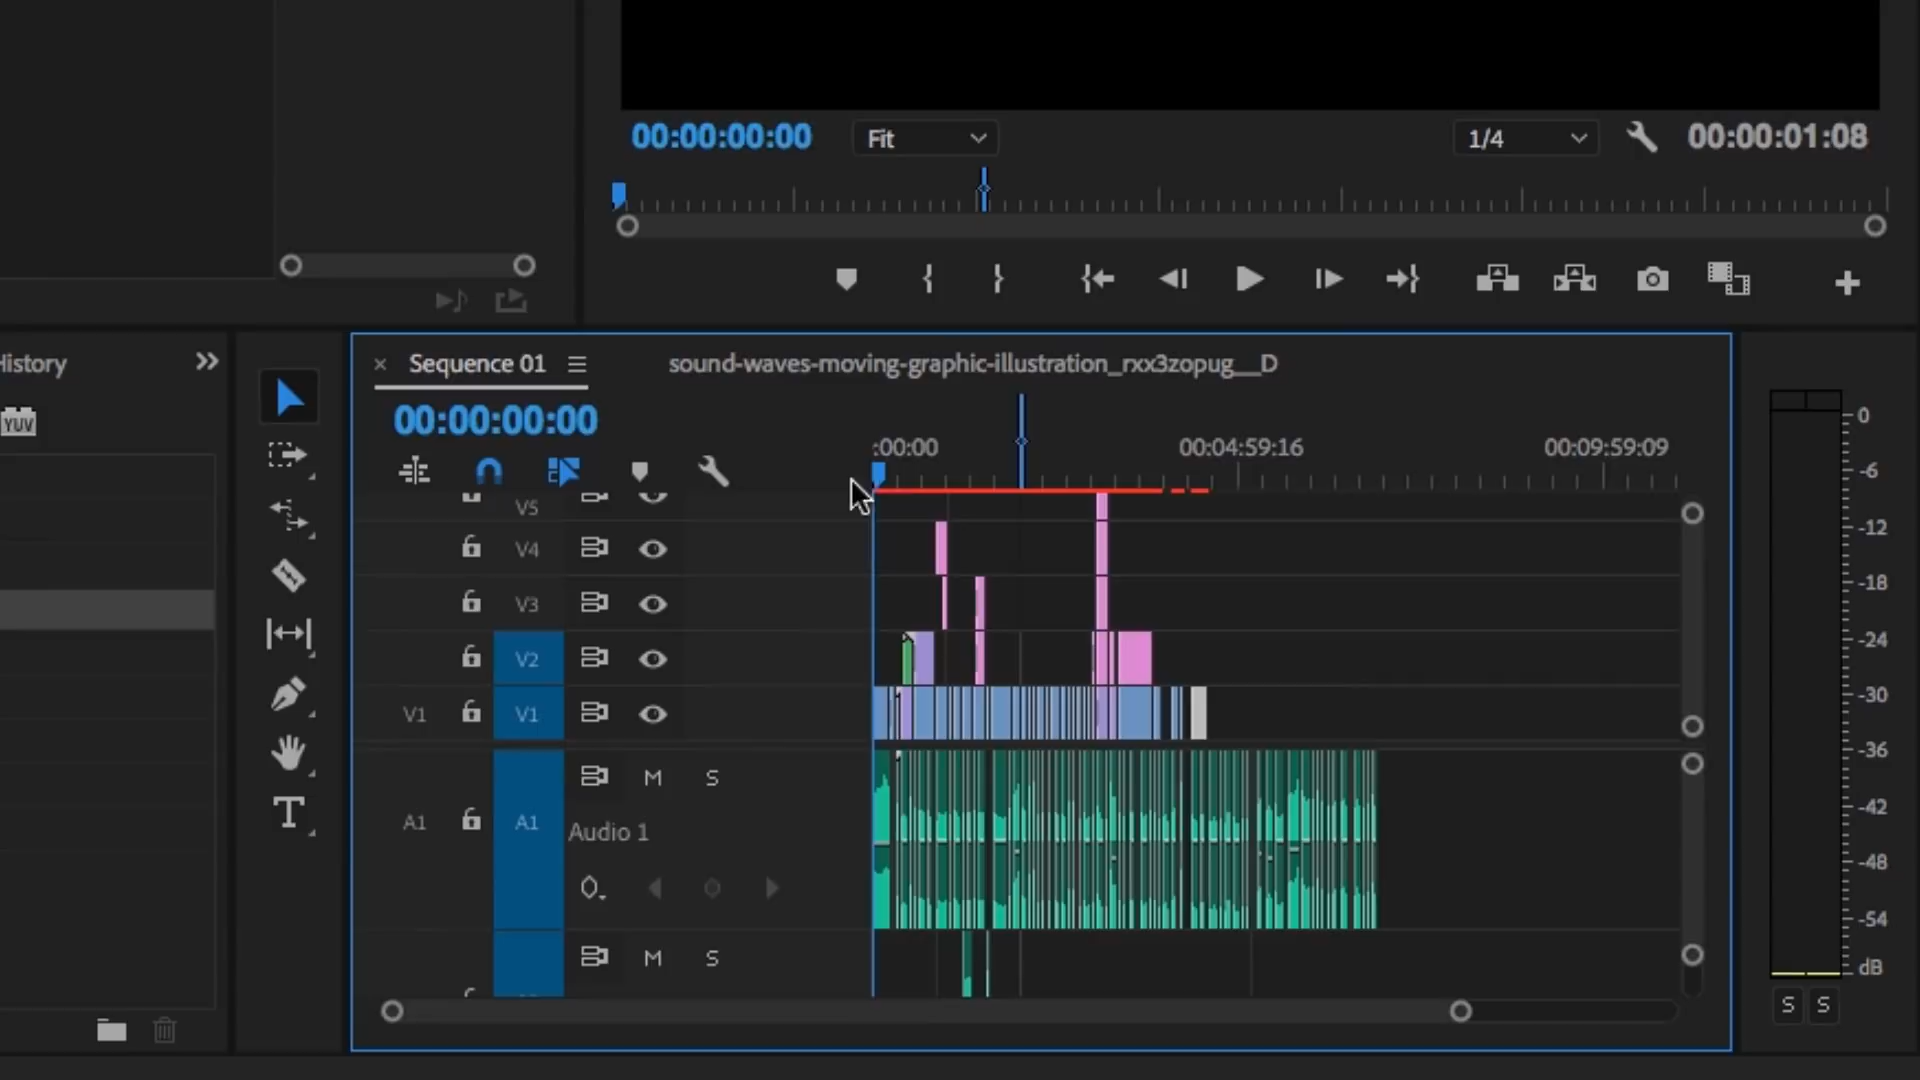 00:00:00:00 Fit 1/4 00:00:01:08
History
YUV
× Sequence 01 sound-waves-moving-graphic-illustration_rxx3zopug__D
00:00:00:00
:00:00 00:04:59:16 00:09:59:09
V5
V4
V3
V2
V1 V1
M S
A1 A1
Audio 1
M S
T
0
-6
-12
-18
-24
-30
-36
-42
-48
-54
dB
S S